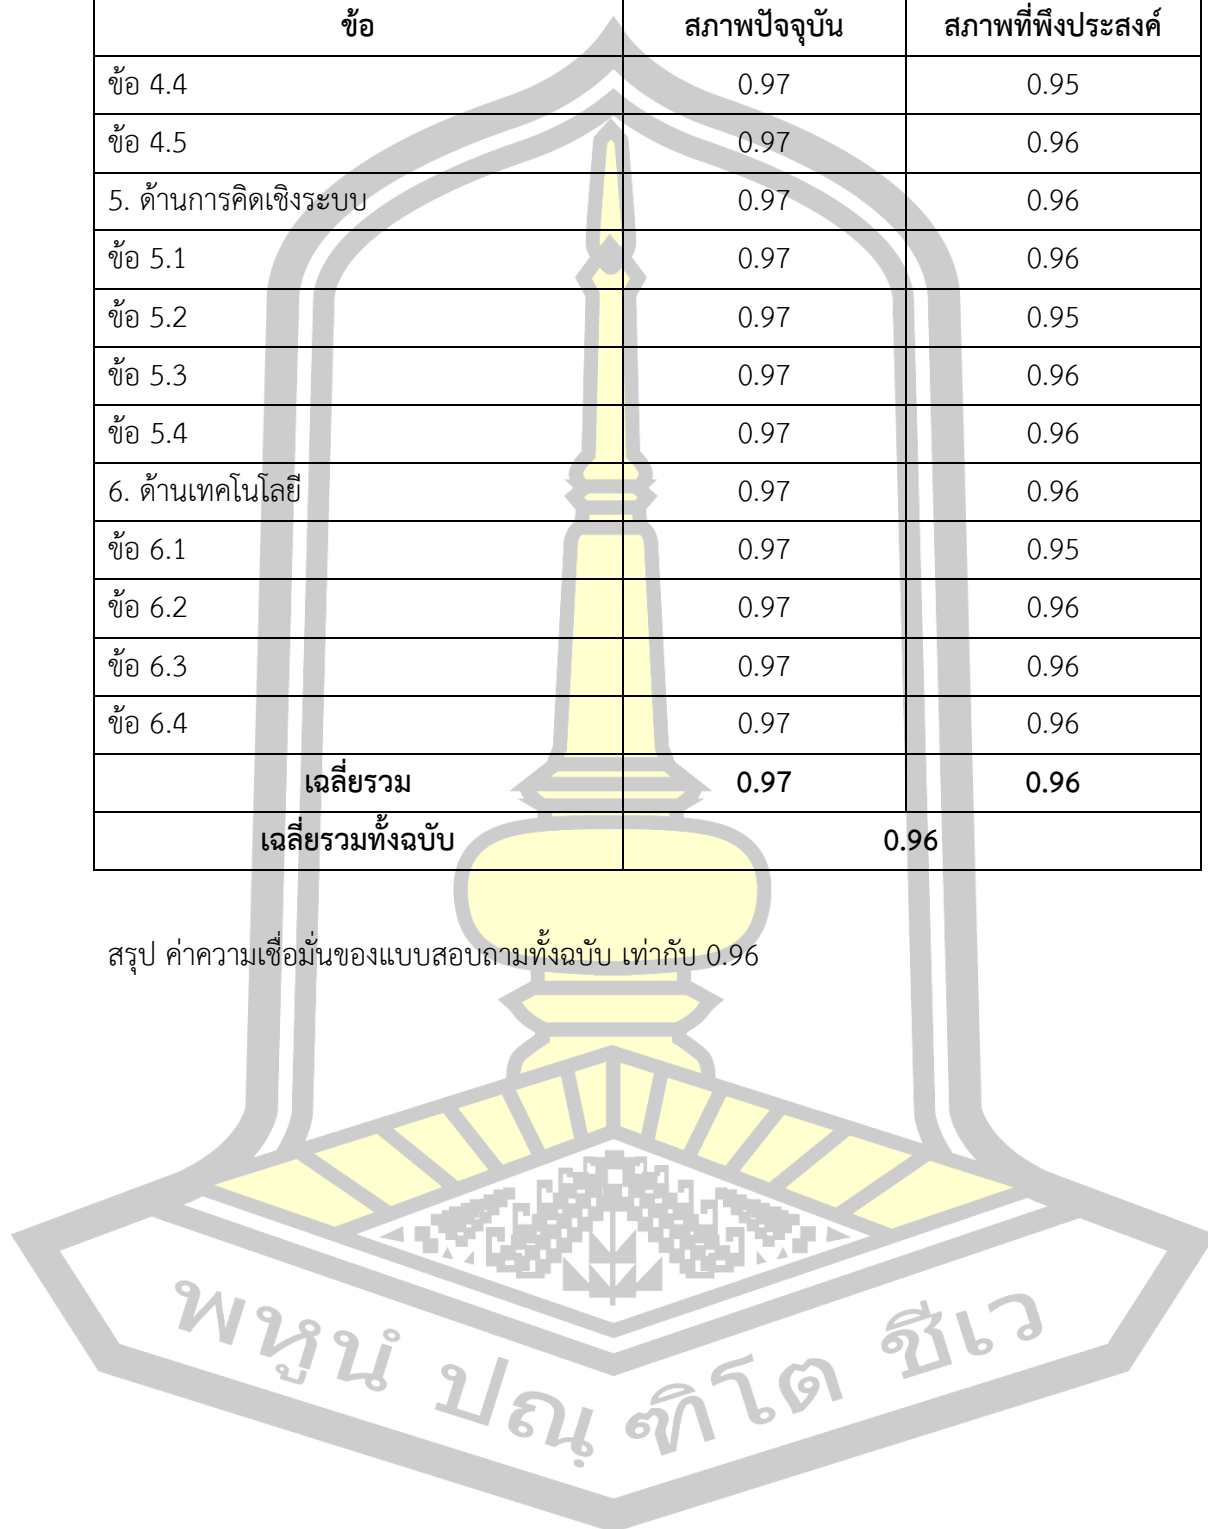 ข้อ สภาพปัจจุบัน สภาพที่พึงประสงค์
ข้อ 4.4 0.97 0.95
ข้อ 4.5 0.97 0.96
5. ด้านการคิดเชิงระบบ 0.97 0.96
ข้อ 5.1 0.97 0.96
ข้อ 5.2 0.97 0.95
ข้อ 5.3 0.97 0.96
ข้อ 5.4 0.97 0.96
6. ด้านเทคโนโลยี 0.97 0.96
ข้อ 6.1 0.97 0.95
ข้อ 6.2 0.97 0.96
ข้อ 6.3 0.97 0.96
ข้อ 6.4 0.97 0.96
เฉลี่ยรวม 0.97 0.96
เฉลี่ยรวมทั้งฉบับ 0.96
สรุป ค่าความเชื่อมั่นของแบบสอบถามทั้งฉบับ เท่ากับ 0.96
พหูนํ ปณฺฑิโต ชีเว